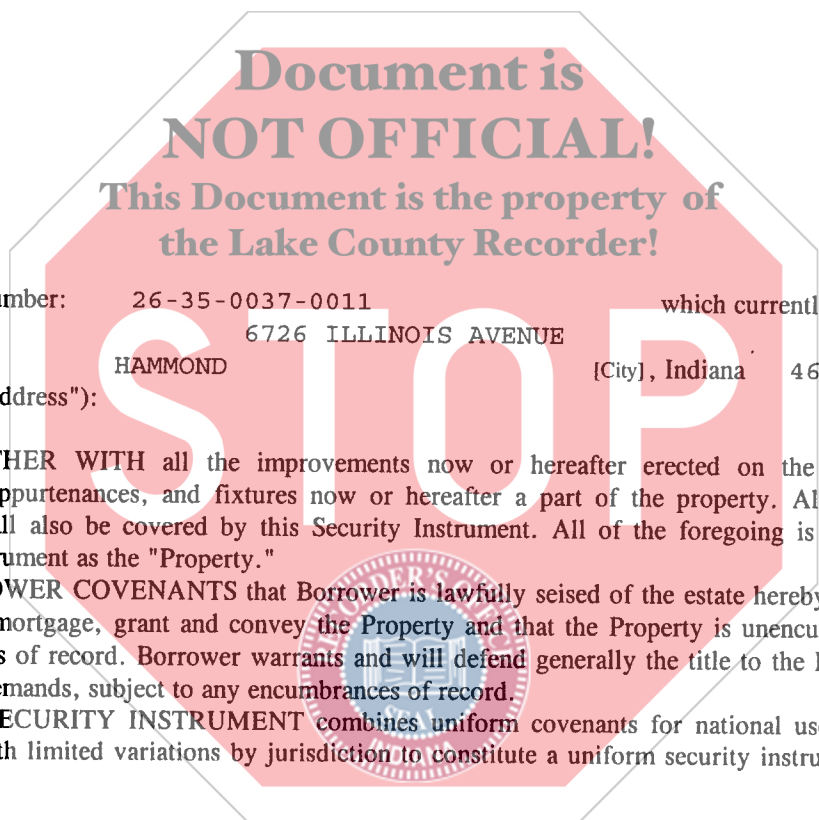 Document is
NOT OFFICIAL!
This Document is the property of
the Lake County Recorder!
umber: 26-35-0037-0011 which currentl
6726 ILLINOIS AVENUE
HAMMOND [City], Indiana 46
ddress"):
STOP
HER WITH all the improvements now or hereafter erected on the
ppurtenances, and fixtures now or hereafter a part of the property. Al
ll also be covered by this Security Instrument. All of the foregoing is
ument as the "Property."
OWER COVENANTS that Borrower is lawfully seised of the estate hereby
mortgage, grant and convey the Property and that the Property is unencu
s of record. Borrower warrants and will defend generally the title to the
emands, subject to any encumbrances of record.
ECURITY INSTRUMENT combines uniform covenants for national us
th limited variations by jurisdiction to constitute a uniform security instru
SEAL
INDIANA